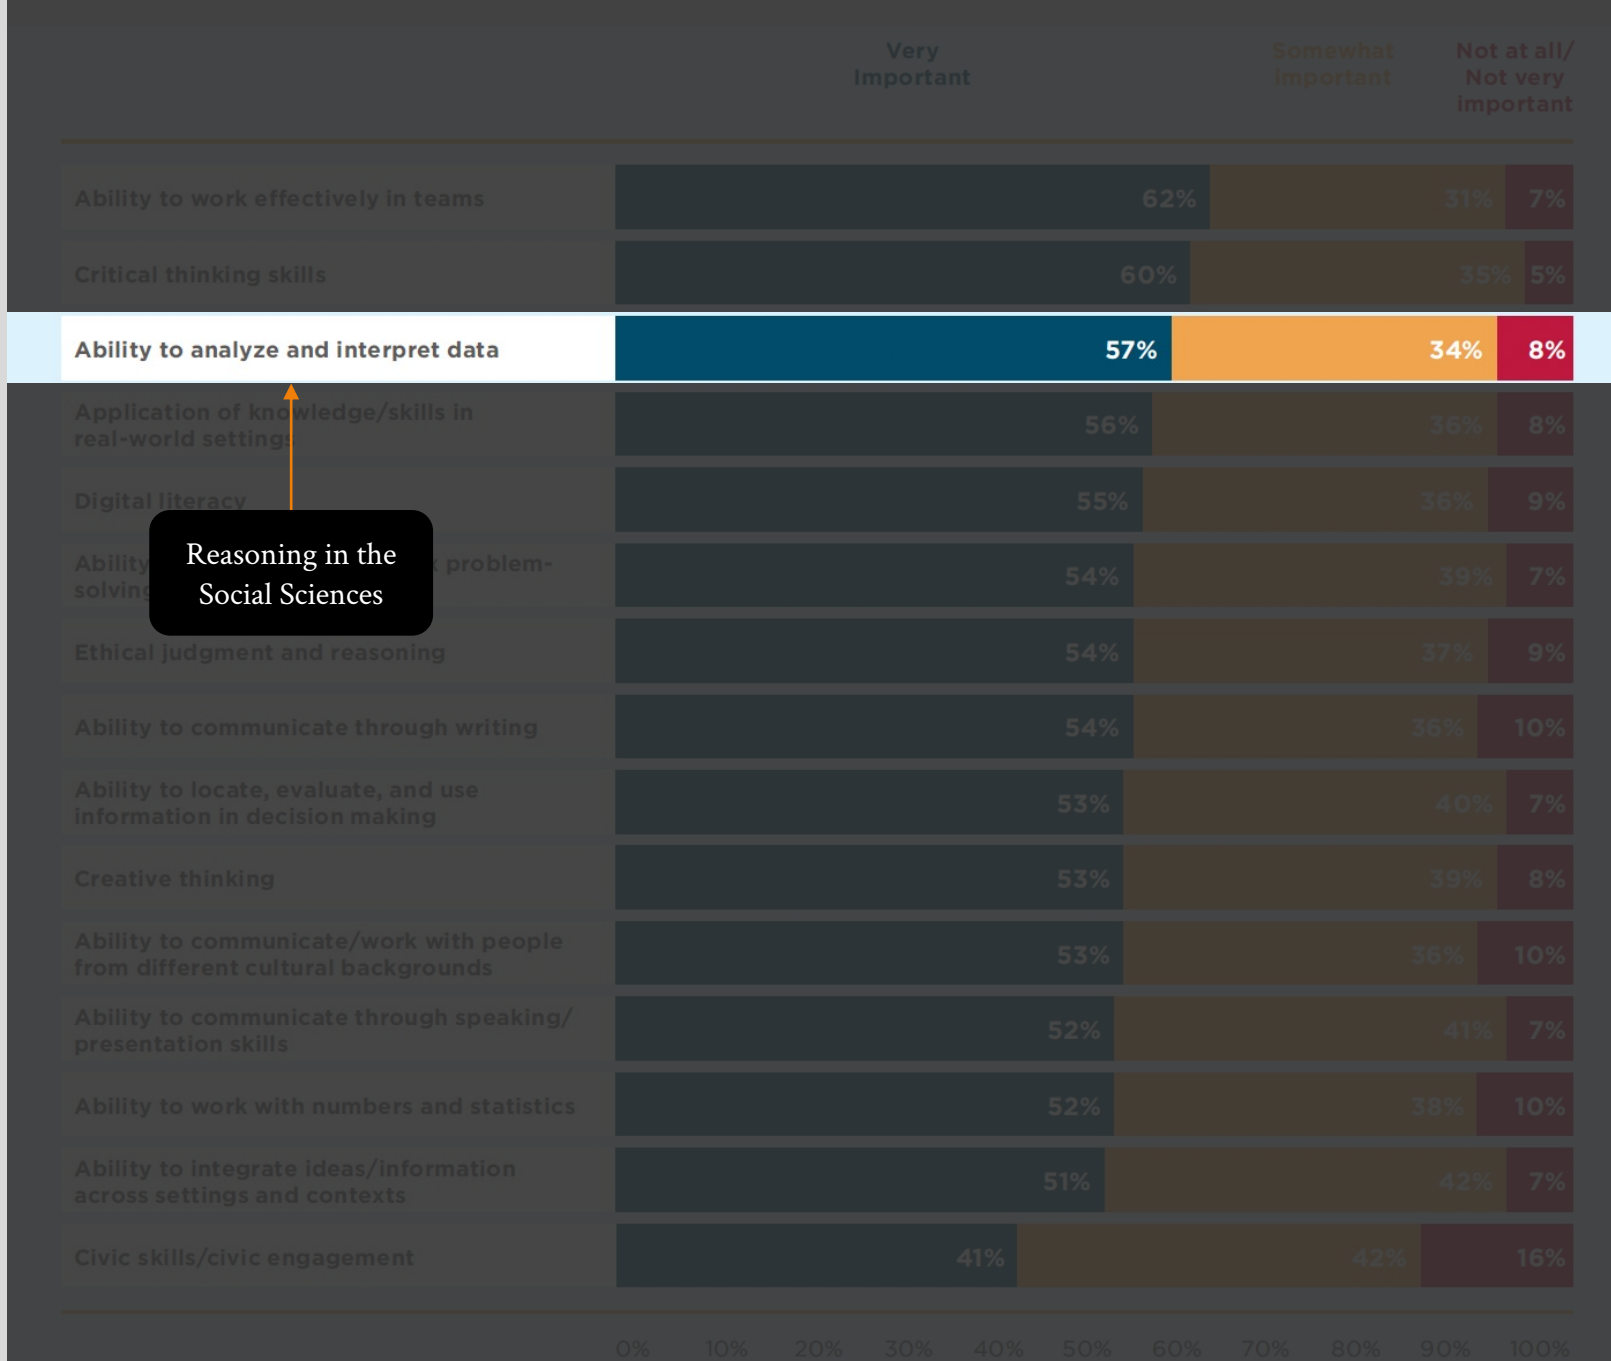 Very
Important
Somewhat
important
Not at all/
Not very
important
Ability to work effectively in teams 62% 31% 7%
Critical thinking skills 60% 35% 5%
Ability to analyze and interpret data 57% 34% 8%
Application of knowledge/skills in
real-world settings 56% 36% 8%
Digital literacy 55% 36% 9%
Ability problem-
solving 54% 39% 7%
Reasoning in the
Social Sciences
Ethical judgment and reasoning 54% 37% 9%
Ability to communicate through writing 54% 36% 10%
Ability to locate, evaluate, and use
information in decision making 53% 40% 7%
Creative thinking 53% 39% 8%
Ability to communicate/work with people
from different cultural backgrounds 53% 36% 10%
Ability to communicate through speaking/
presentation skills 52% 41% 7%
Ability to work with numbers and statistics 52% 38% 10%
Ability to integrate ideas/information
across settings and contexts 51% 42% 7%
Civic skills/civic engagement 41% 42% 16%
0% 10% 20% 30% 40% 50% 60% 70% 80% 90% 100%